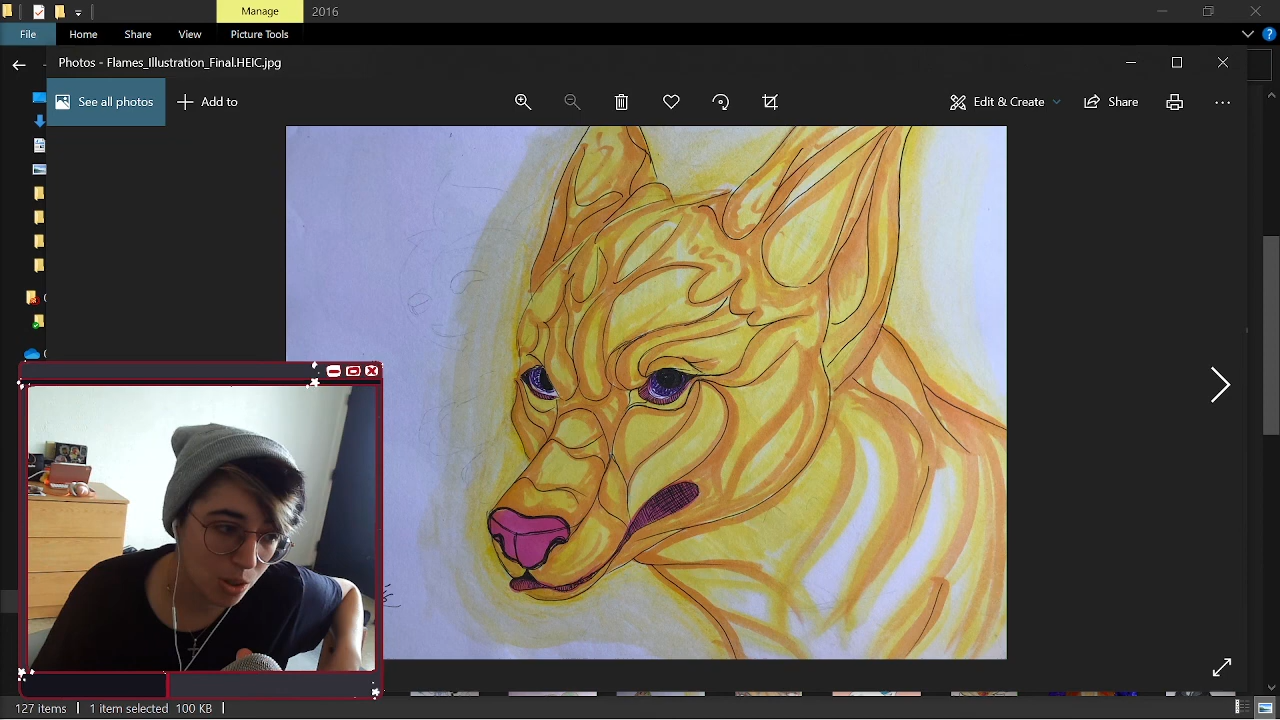 Manage
2016
File
Home
Share
View
Picture Tools
Photos - Flames_Illustration_Final.HEIC.jpg
See all photos
Add to
Edit & Create
Share
127 items
1 item selected
100 KB